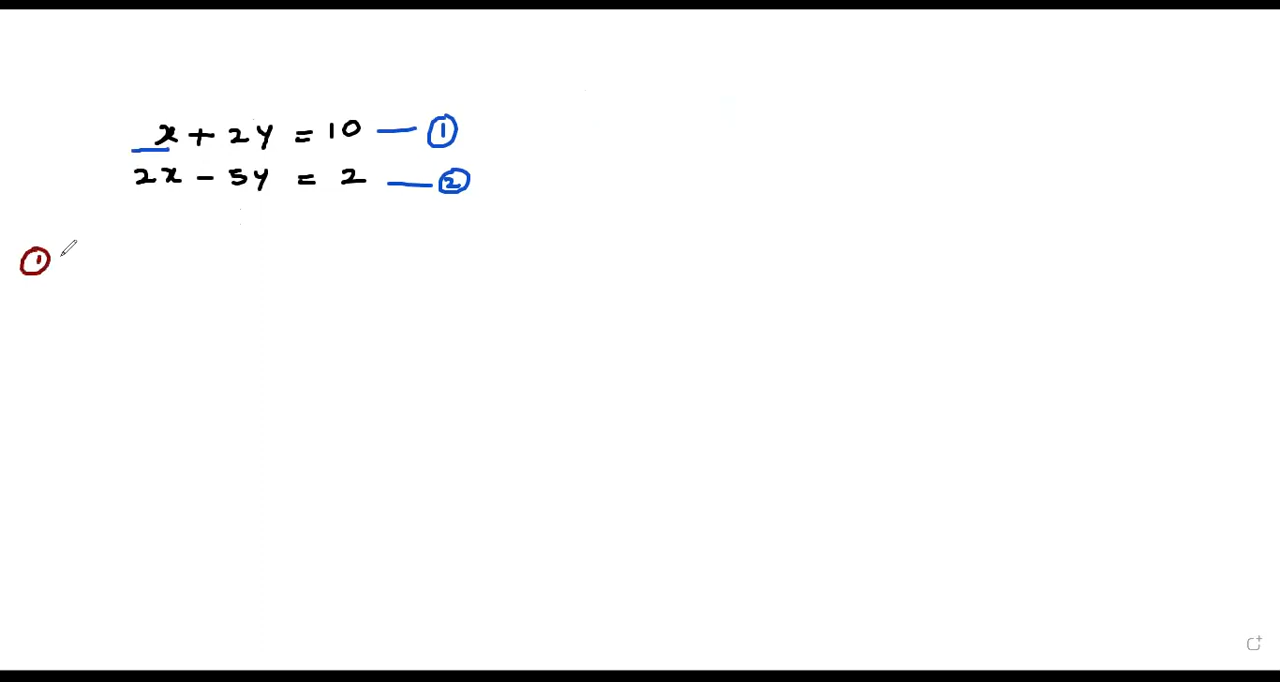 x + 2y = 10 — ①
2x - 5y = 2 — ②
①